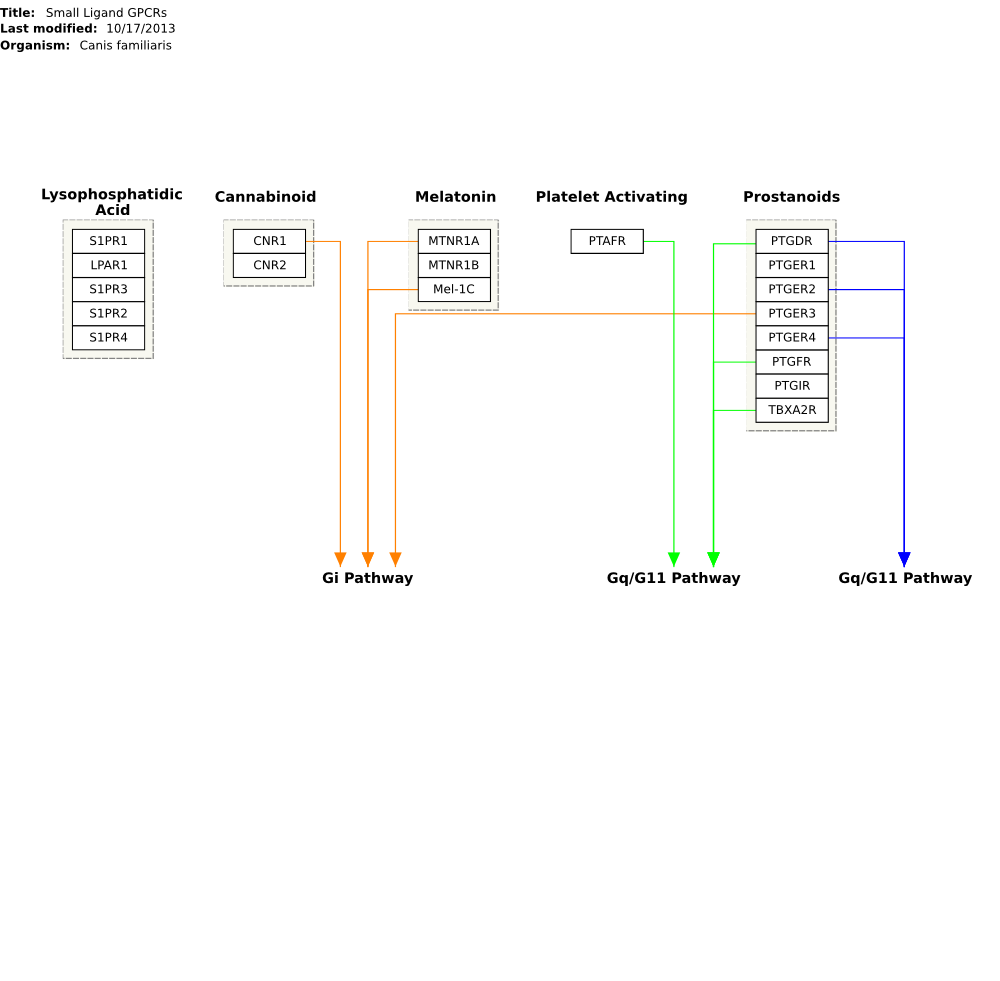 Title: Small Ligand GPCRs
Last modified: 10/17/2013
Organism: Canis familiaris
Lysophosphatidic
Acid
S1PR1
LPAR1
S1PR3
S1PR2
S1PR4
Cannabinoid
CNR1
CNR2
Melatonin
MTNR1A
MTNR1B
Mel-1C
Platelet Activating
PTAFR
Prostanoids
PTGDR
PTGER1
PTGER2
PTGER3
PTGER4
PTGFR
PTGIR
TBXA2R
Gi Pathway
Gq/G11 Pathway
Gq/G11 Pathway